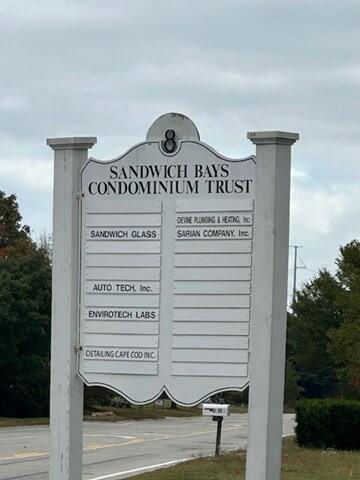 8
SANDWICH BAYS
CONDOMINIUM TRUST
SANDWICH GLASS
AUTO TECH, Inc.
ENVIROTECH LABS
DETAILING CAPE COD INC.
DEVINE PLUMBING & HEATING, Inc
SARIAN COMPANY, Inc.